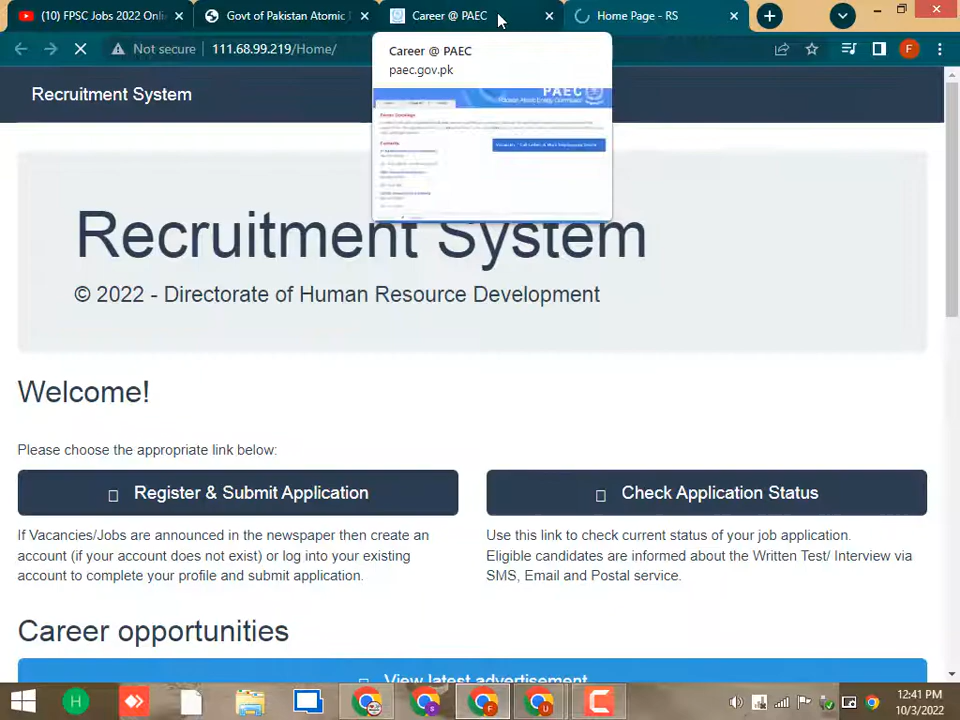 (10) FPSC Jobs 2022 Onli
Govt of Pakistan Atomic
Career @ PAEC
Home Page - RS
Not secure
111.68.99.219/Home/
F
Career @ PAEC
paec.gov.pk
PAEC
Recruitment System
Recruitment System
© 2022 - Directorate of Human Resource Development
Welcome!
Please choose the appropriate link below:
Register & Submit Application
Check Application Status
If Vacancies/Jobs are announced in the newspaper then create an
account (if your account does not exist) or log into your existing
account to complete your profile and submit application.
Use this link to check current status of your job application.
Eligible candidates are informed about the Written Test/ Interview via
SMS, Email and Postal service.
Career opportunities
View latest advertisement
H
12:41 PM
10/3/2022